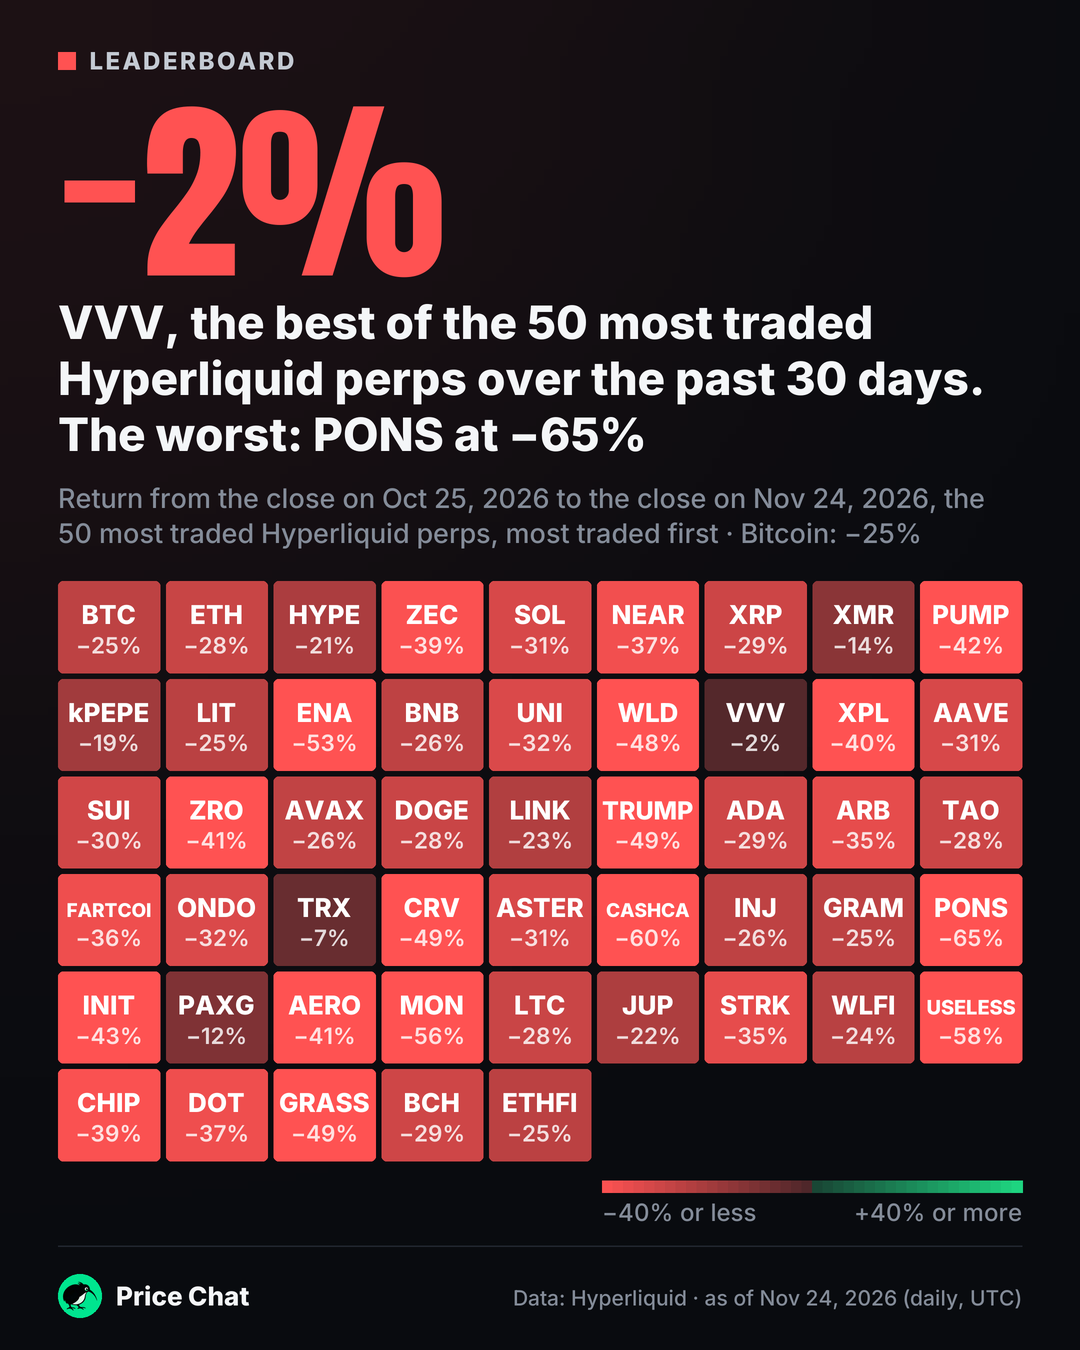 LEADERBOARD
−2%
VVV, the best of the 50 most traded
Hyperliquid perps over the past 30 days.
The worst: PONS at −65%
Return from the close on Oct 25, 2026 to the close on Nov 24, 2026, the
50 most traded Hyperliquid perps, most traded first · Bitcoin: −25%
BTC ETH HYPE ZEC SOL NEAR XRP XMR PUMP
−25% −28% −21% −39% −31% −37% −29% −14% −42%
kPEPE LIT ENA BNB UNI WLD VVV XPL AAVE
−19% −25% −53% −26% −32% −48% −2% −40% −31%
SUI ZRO AVAX DOGE LINK TRUMP ADA ARB TAO
−30% −41% −26% −28% −23% −49% −29% −35% −28%
FARTCOI ONDO TRX CRV ASTER CASHCA INJ GRAM PONS
−36% −32% −7% −49% −31% −60% −26% −25% −65%
INIT PAXG AERO MON LTC JUP STRK WLFI USELESS
−43% −12% −41% −56% −28% −22% −35% −24% −58%
CHIP DOT GRASS BCH ETHFI
−39% −37% −49% −29% −25%
−40% or less +40% or more
Price Chat
Data: Hyperliquid · as of Nov 24, 2026 (daily, UTC)